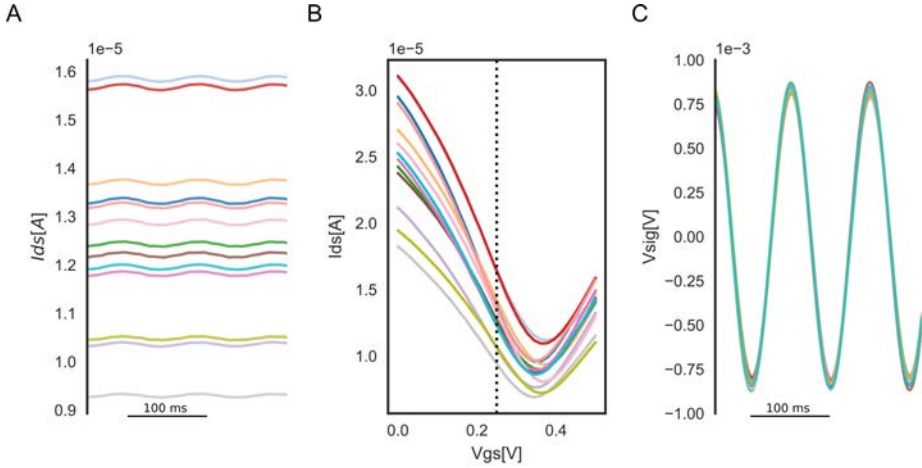 A
1e−5
1.6
1.5
1.4
1.3
1.2
1.1
1.0
0.9
Ids[A]
100 ms
B
1e−5
3.0
2.5
2.0
1.5
1.0
Ids[A]
0.0
0.2
0.4
Vgs[V]
C
1e−3
1.00
0.75
0.50
0.25
0.00
−0.25
−0.50
−0.75
−1.00
Vsig[V]
100 ms